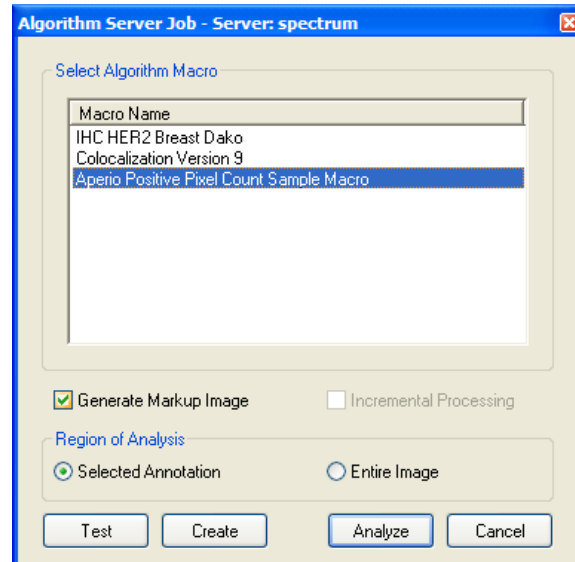 Algorithm Server Job - Server: spectrum
Select Algorithm Macro
Macro Name
IHC HER2 Breast Dako
Colocalization Version 9
Aperio Positive Pixel Count Sample Macro
Generate Markup Image Incremental Processing
Region of Analysis
Selected Annotation Entire Image
Test Create Analyze Cancel